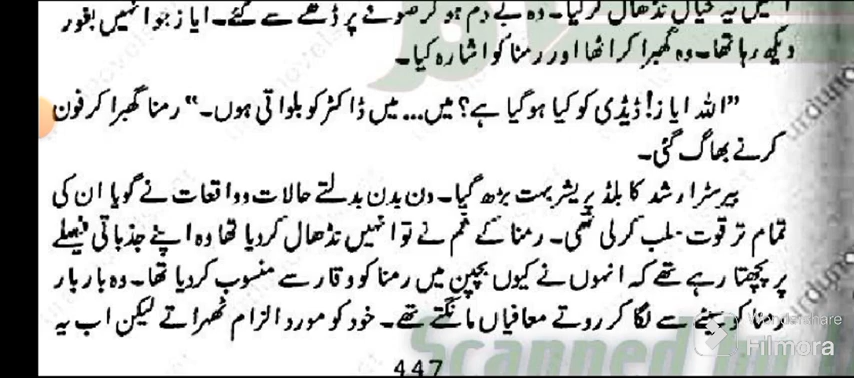 انہیں یہ خیال نڈھال کر گیا۔ وہ بے دم ہو کر صوفے پر ڈھے سے گئے۔ ایاز جو انہیں بغور
دیکھ رہا تھا۔ وہ گھبرا کر اٹھا اور رمنا کو اشارہ کیا۔
"اللہ ایاز! ڈیڈی کو کیا ہو گیا ہے؟ میں... میں ڈاکٹر کو بلواتی ہوں۔" رمنا گھبرا کر فون
کرنے بھاگ گئی۔
بیرسٹر ارشد کا بلڈ پریشر بہت بڑھ گیا۔ دن بدن بدلتے حالات و واقعات نے گویا ان کی
تمام تر قوت سلب کر لی تھی۔ رمنا کے غم نے تو انہیں نڈھال کر دیا تھا وہ اپنے جذباتی فیصلے
پر پچھتا رہے تھے کہ انہوں نے کیوں بچپن میں رمنا کو وقار سے منسوب کر دیا تھا۔ وہ بار بار
رمنا کو سینے سے لگا کر روتے معافیاں مانگتے تھے۔ خود کو مورد الزام ٹھہراتے لیکن اب یہ
447
Scanned
Wondershare
Filmora
urdunovels